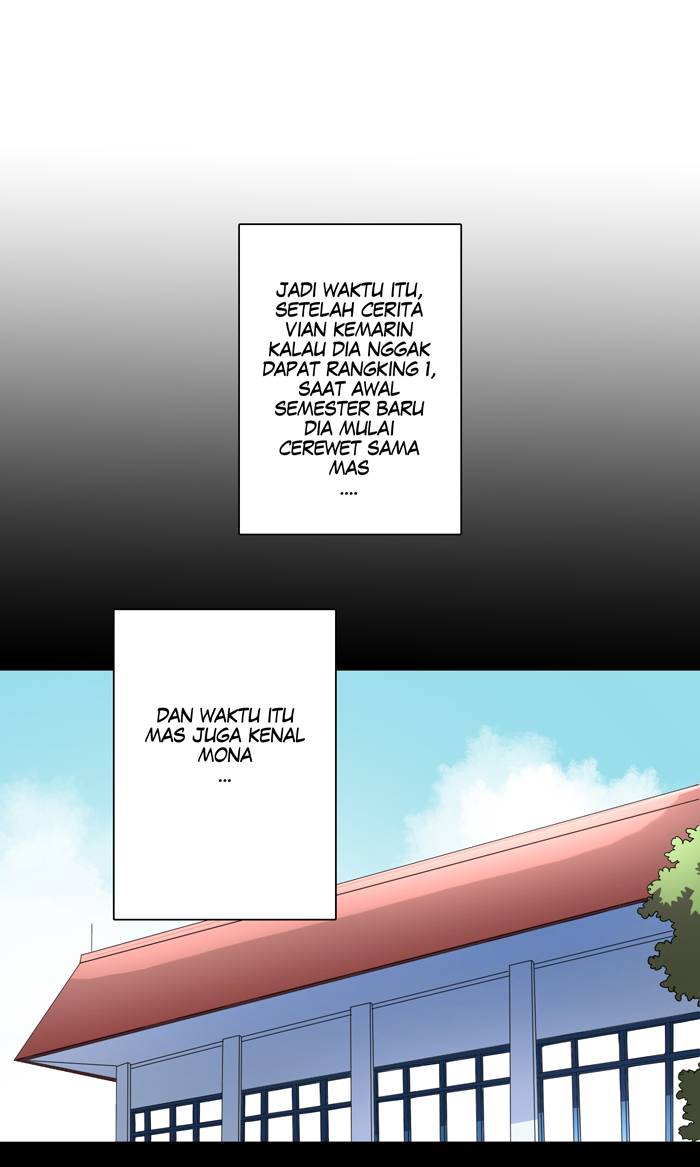 JADI WAKTU ITU,
SETELAH CERITA
VIAN KEMARIN
KALAU DIA NGGAK
DAPAT RANGKING 1,
SAAT AWAL
SEMESTER BARU
DIA MULAI
CEREWET SAMA
MAS
....
DAN WAKTU ITU
MAS JUGA KENAL
MONA
...